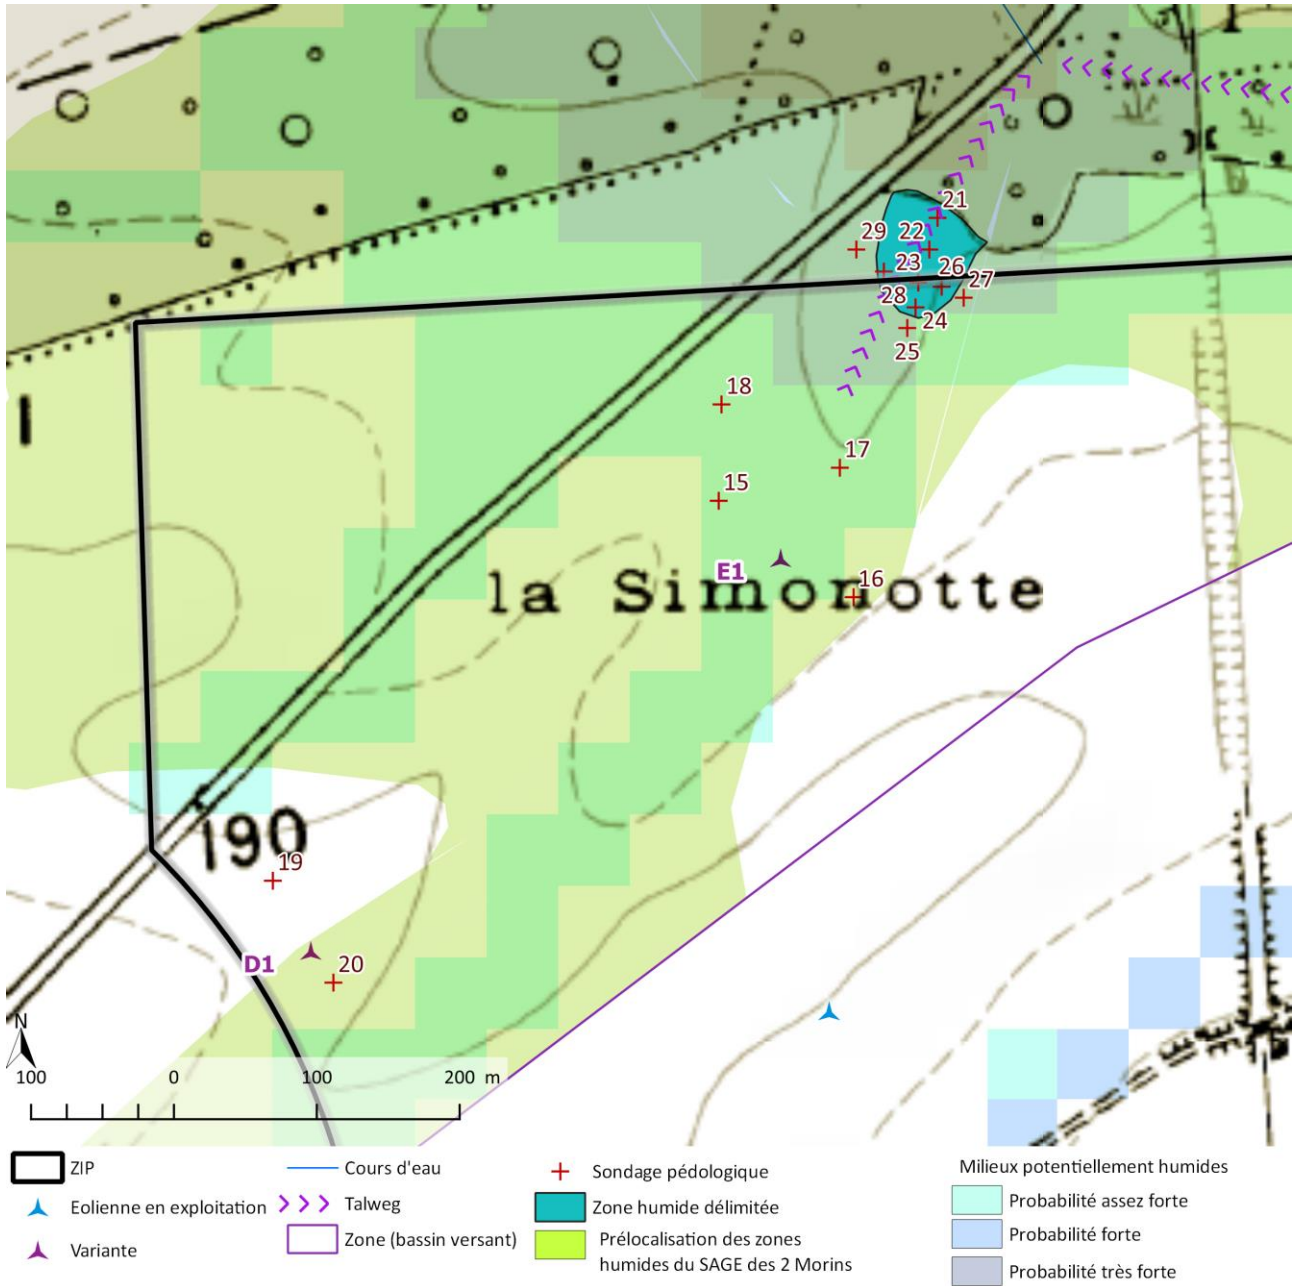 21
29
22
23
26
27
28
24
25
I
18
17
15
E1
16
la Simonotte
190
19
D1
20
N
100 0 100 200 m
ZIP
Eolienne en exploitation
Variante
Cours d'eau
Talweg
Zone (bassin versant)
Sondage pédologique
Zone humide délimitée
Prélocalisation des zones
humides du SAGE des 2 Morins
Milieux potentiellement humides
Probabilité assez forte
Probabilité forte
Probabilité très forte